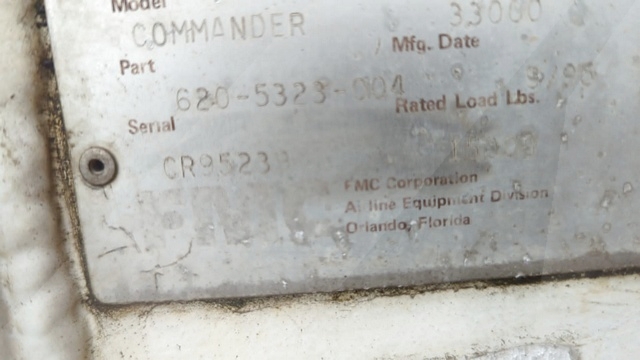 Model
COMMANDER 33000
Mfg. Date
Part
620-5323-004
Rated Load Lbs.
Serial
FMC Corporation
Airline Equipment Division
Orlando, Florida